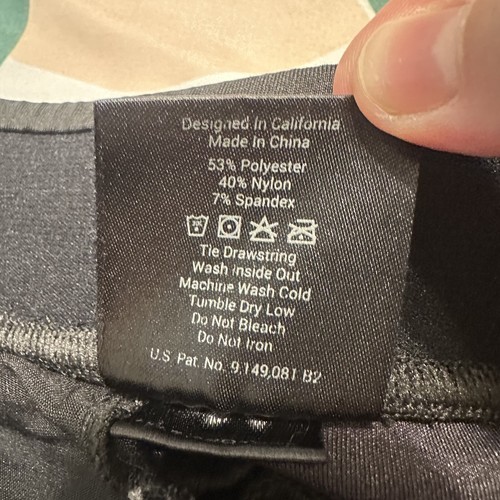 Designed In California
Made In China
53% Polyester
40% Nylon
7% Spandex
Tie Drawstring
Wash Inside Out
Machine Wash Cold
Tumble Dry Low
Do Not Bleach
Do Not Iron
U.S. Pat. No. 9,149,081 B2